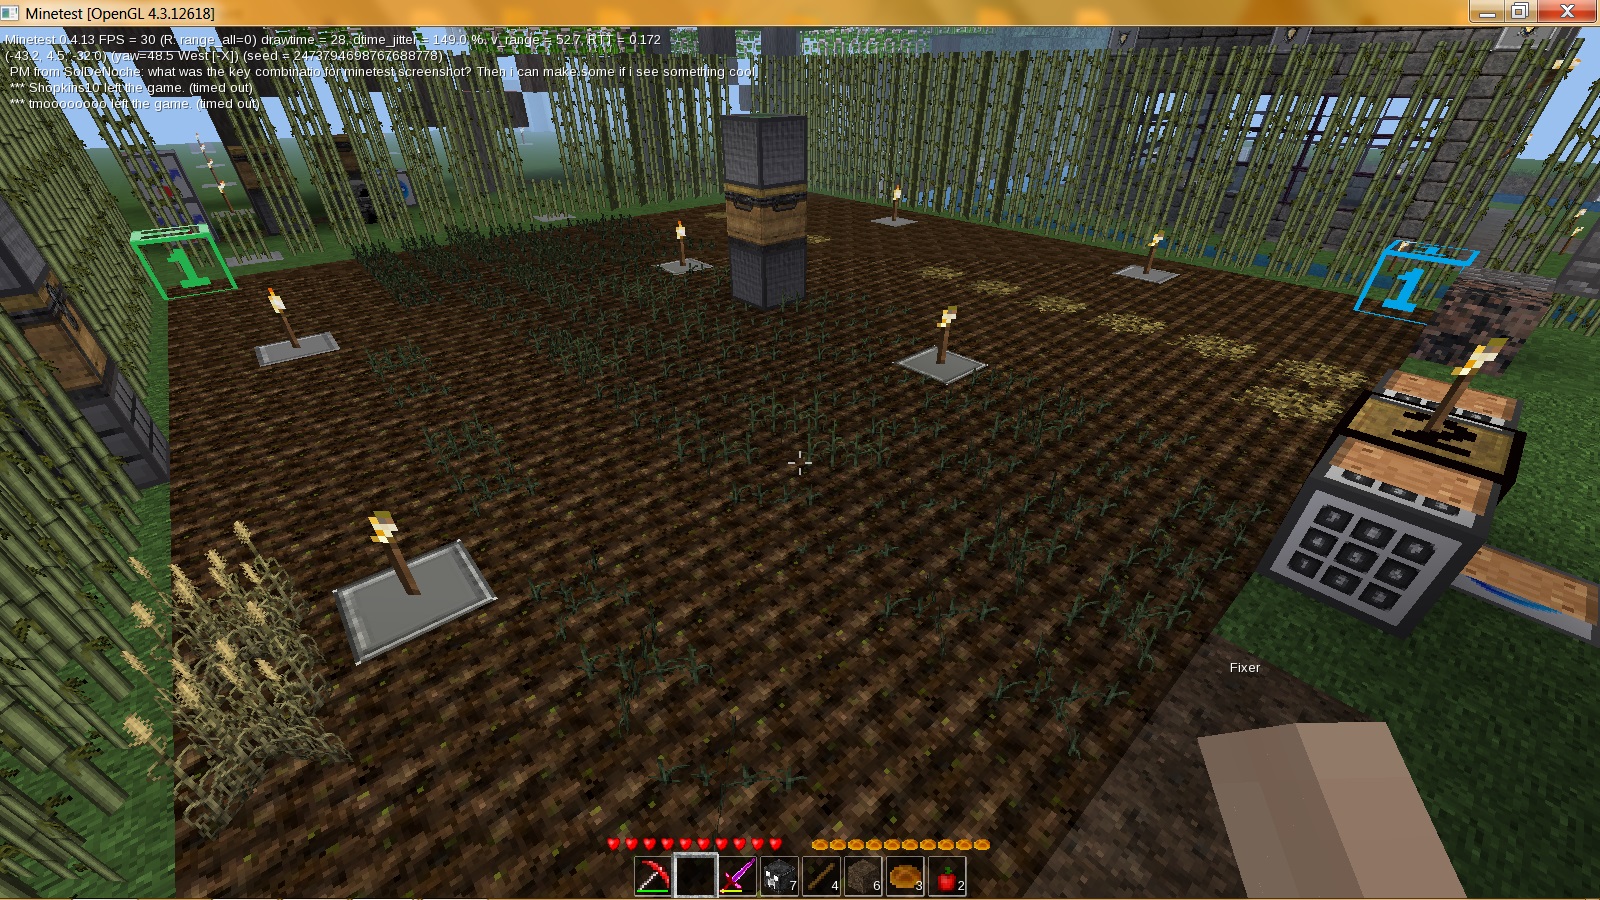 Minetest [OpenGL 4.3.12618]
Minetest 0.4.13 FPS = 30 (R: range_all=0) drawtime = 28, dtime_jitter = 149.0 %, v_range = 52.7, RTT = 0.172
(-43.2, 4.5, -32.0) (yaw=48.5 West [-X]) (seed = 2473794698767688778)
PM from SolDeNoche: what was the key combinatio for minetest screenshot? Then i can make some if i see something cool
*** Shopkins10 left the game. (timed out)
*** tmoooooooo left the game. (timed out)
1
1
Fixer
7 4 6 3 2